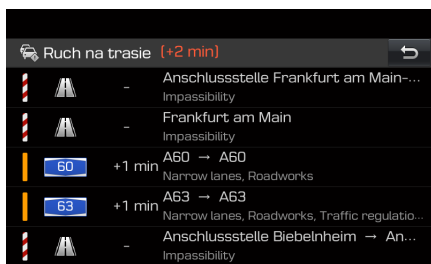 Ruch na trasie (+2 min)
- Anschlussstelle Frankfurt am Main-...
Impassibility
- Frankfurt am Main
Impassibility
60 +1 min A60 → A60
Narrow lanes, Roadworks
63 +1 min A63 → A63
Narrow lanes, Roadworks, Traffic regulatio...
- Anschlussstelle Biebelnheim → An...
Impassibility